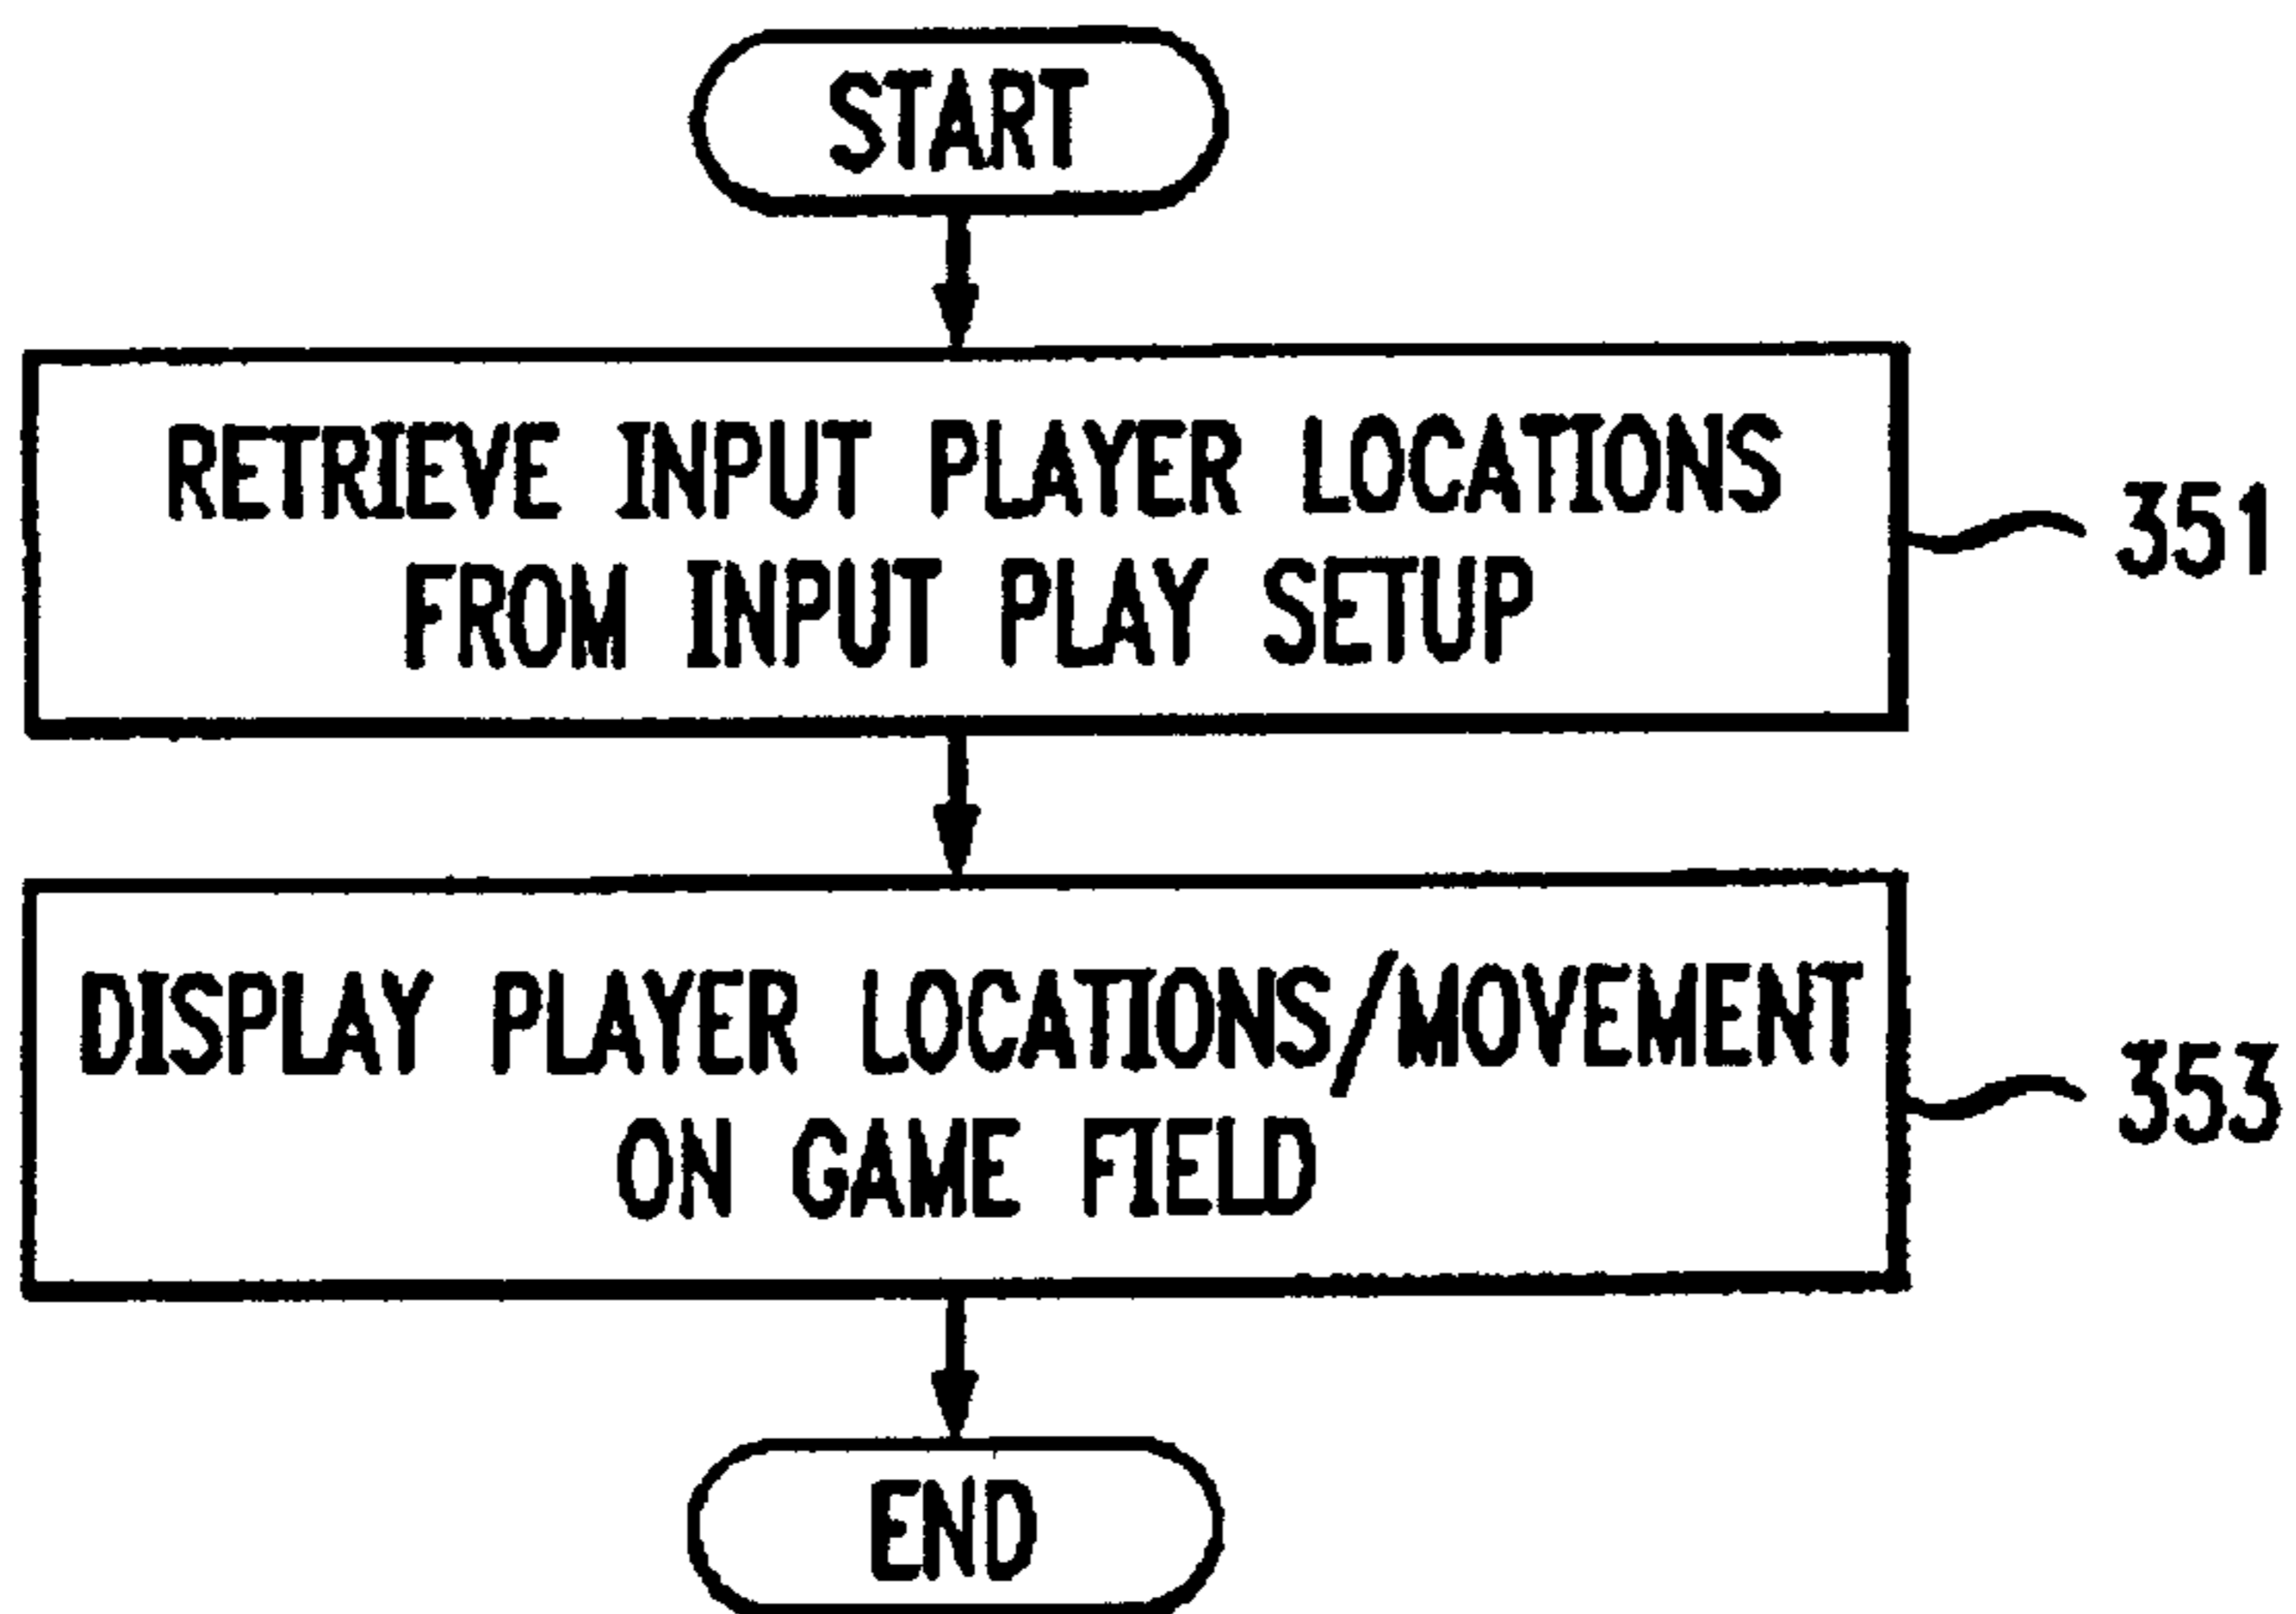 START
RETRIEVE INPUT PLAYER LOCATIONS
FROM INPUT PLAY SETUP
351
DISPLAY PLAYER LOCATIONS/MOVEMENT
ON GAME FIELD
353
END